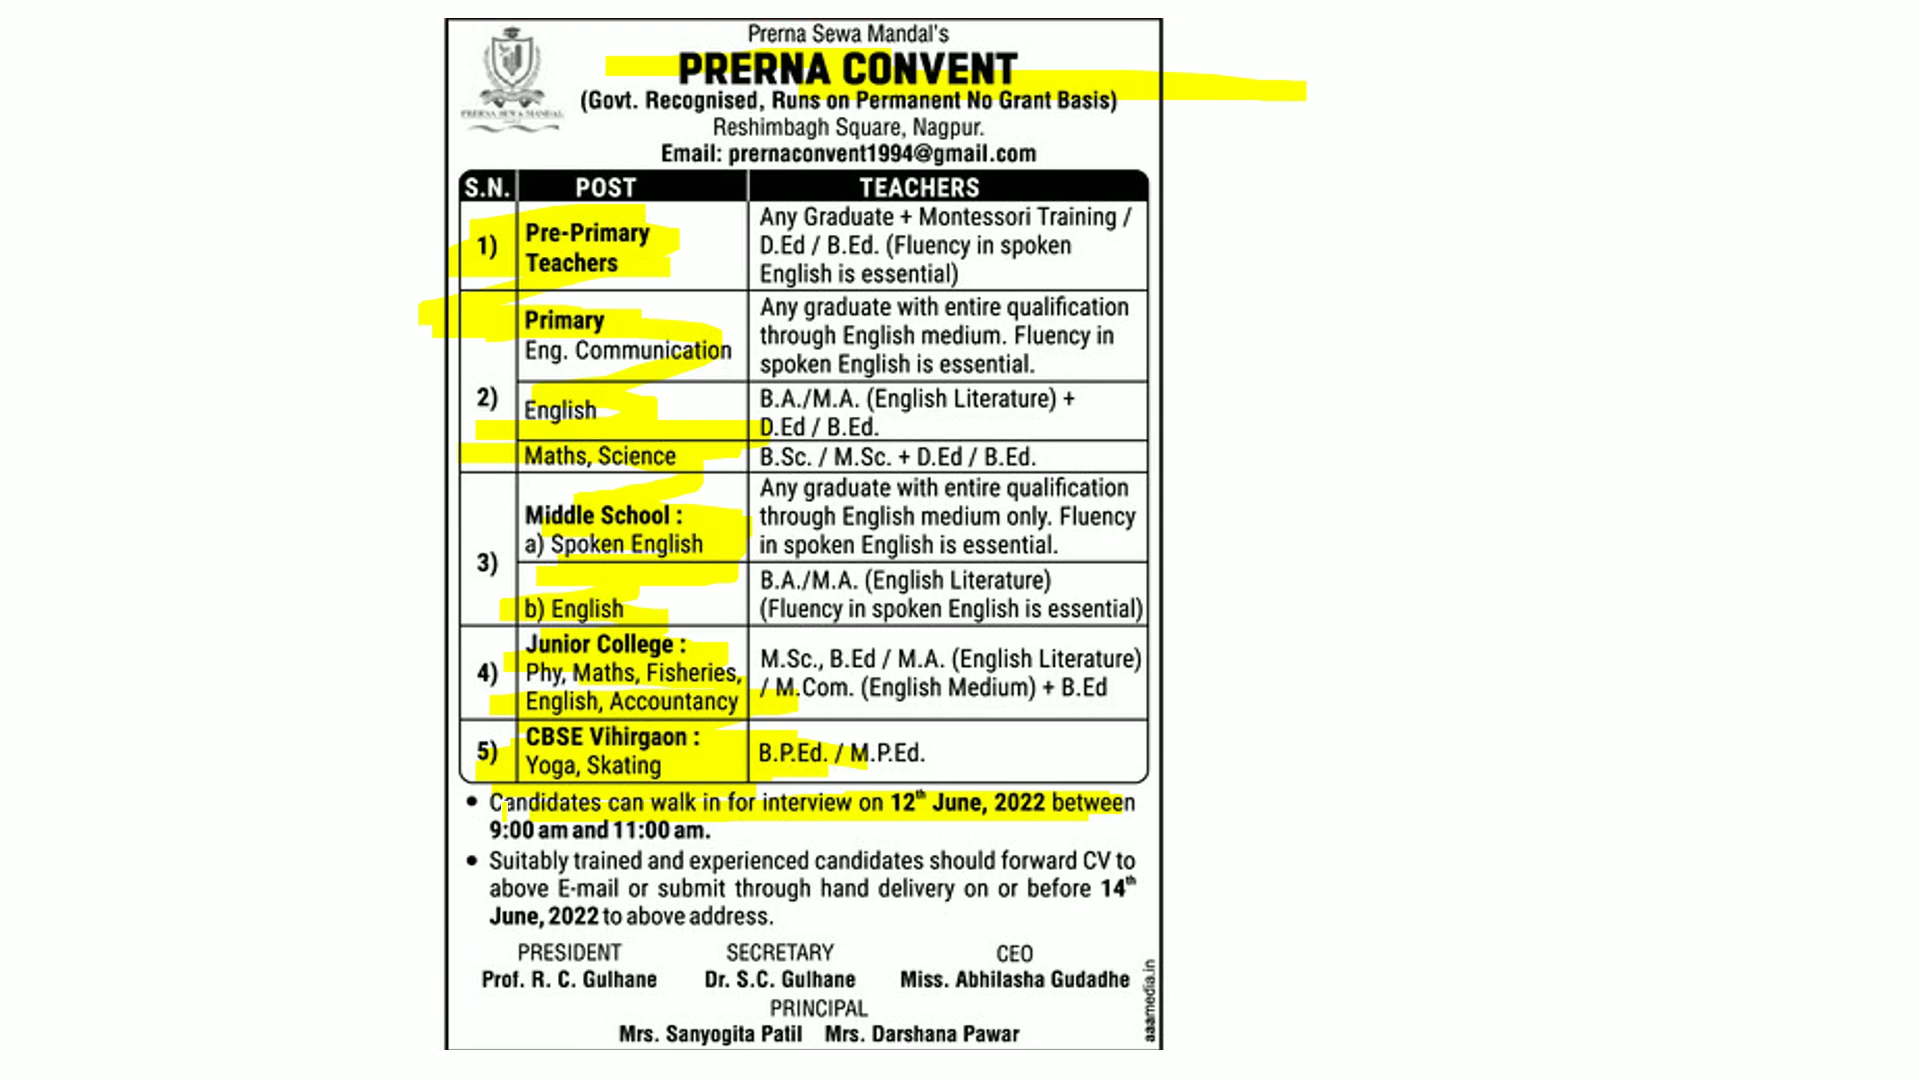 Prerna Sewa Mandal's
PRERNA CONVENT
(Govt. Recognised, Runs on Permanent No Grant Basis)
Reshimbagh Square, Nagpur.
Email: prernaconvent1994@gmail.com
PRERNA SEWA MANDAL
S.N. POST TEACHERS
1) Pre-Primary Teachers
Any Graduate + Montessori Training /
D.Ed / B.Ed. (Fluency in spoken
English is essential)
2)
Primary
Eng. Communication
Any graduate with entire qualification
through English medium. Fluency in
spoken English is essential.
English
B.A./M.A. (English Literature) +
D.Ed / B.Ed.
Maths, Science
B.Sc. / M.Sc. + D.Ed / B.Ed.
3)
Middle School :
a) Spoken English
Any graduate with entire qualification
through English medium only. Fluency
in spoken English is essential.
b) English
B.A./M.A. (English Literature)
(Fluency in spoken English is essential)
4)
Junior College :
Phy, Maths, Fisheries,
English, Accountancy
M.Sc., B.Ed / M.A. (English Literature)
/ M.Com. (English Medium) + B.Ed
5)
CBSE Vihirgaon :
Yoga, Skating
B.P.Ed. / M.P.Ed.
• Candidates can walk in for interview on 12th June, 2022 between
9:00 am and 11:00 am.
• Suitably trained and experienced candidates should forward CV to
above E-mail or submit through hand delivery on or before 14th
June, 2022 to above address.
PRESIDENT SECRETARY CEO
Prof. R. C. Gulhane Dr. S.C. Gulhane Miss. Abhilasha Gudadhe
PRINCIPAL
Mrs. Sanyogita Patil Mrs. Darshana Pawar
aaamedia.in